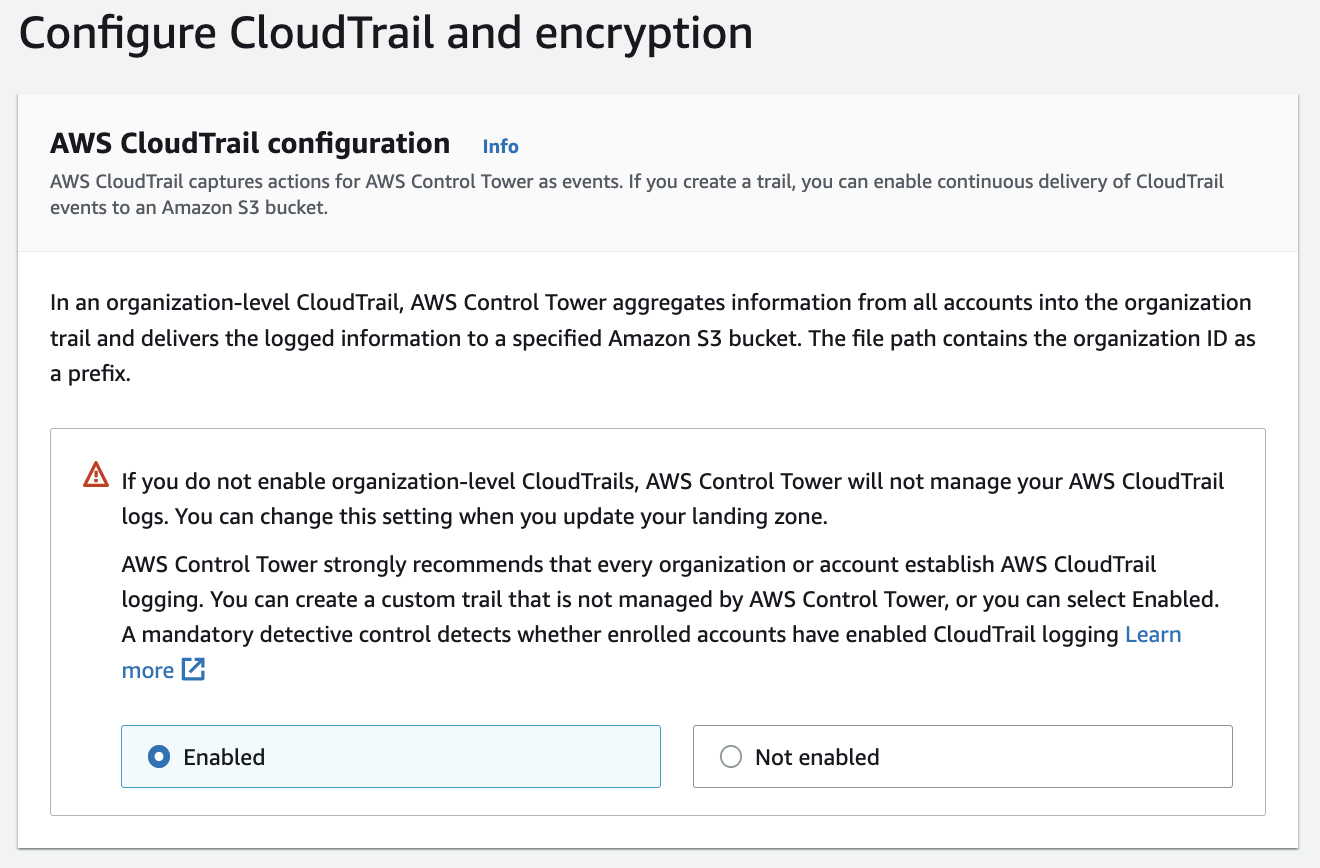 Configure CloudTrail and encryption
AWS CloudTrail configuration Info
AWS CloudTrail captures actions for AWS Control Tower as events. If you create a trail, you can enable continuous delivery of CloudTrail
events to an Amazon S3 bucket.
In an organization-level CloudTrail, AWS Control Tower aggregates information from all accounts into the organization
trail and delivers the logged information to a specified Amazon S3 bucket. The file path contains the organization ID as
a prefix.
If you do not enable organization-level CloudTrails, AWS Control Tower will not manage your AWS CloudTrail
logs. You can change this setting when you update your landing zone.
AWS Control Tower strongly recommends that every organization or account establish AWS CloudTrail
logging. You can create a custom trail that is not managed by AWS Control Tower, or you can select Enabled.
A mandatory detective control detects whether enrolled accounts have enabled CloudTrail logging Learn
more
Enabled
Not enabled